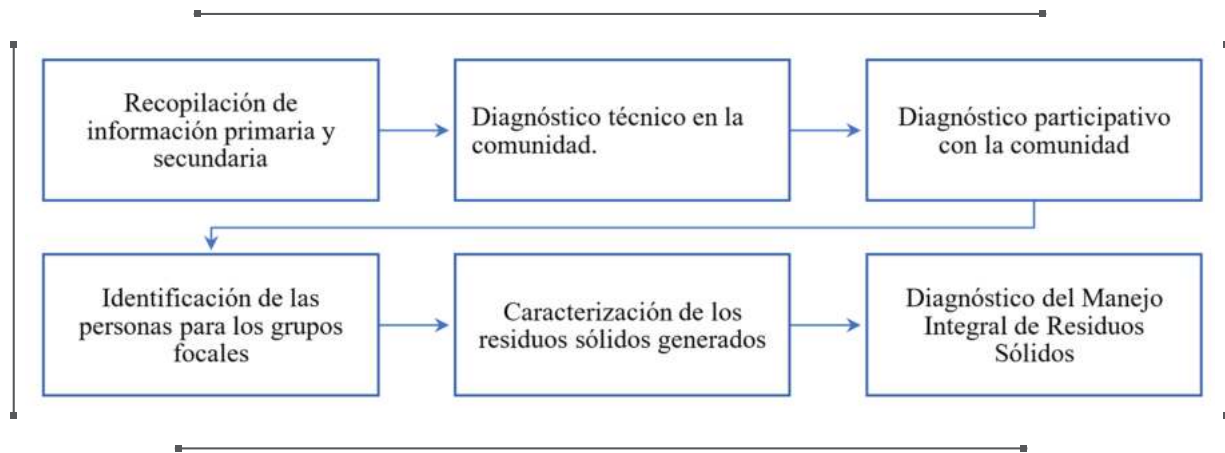 Recopilación de
información primaria y
secundaria
Diagnóstico técnico en la
comunidad.
Diagnóstico participativo
con la comunidad
Identificación de las
personas para los grupos
focales
Caracterización de los
residuos sólidos generados
Diagnóstico del Manejo
Integral de Residuos
Sólidos